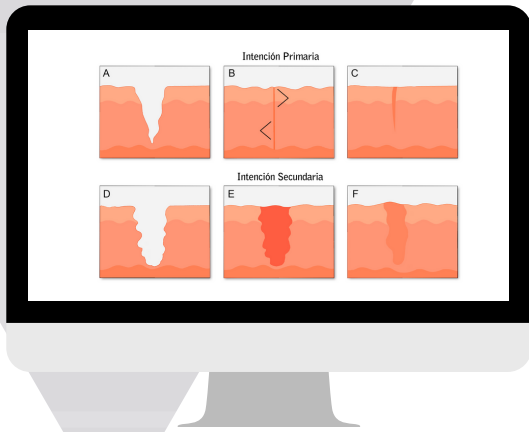 Intención Primaria
A B C
Intención Secundaria
D E F